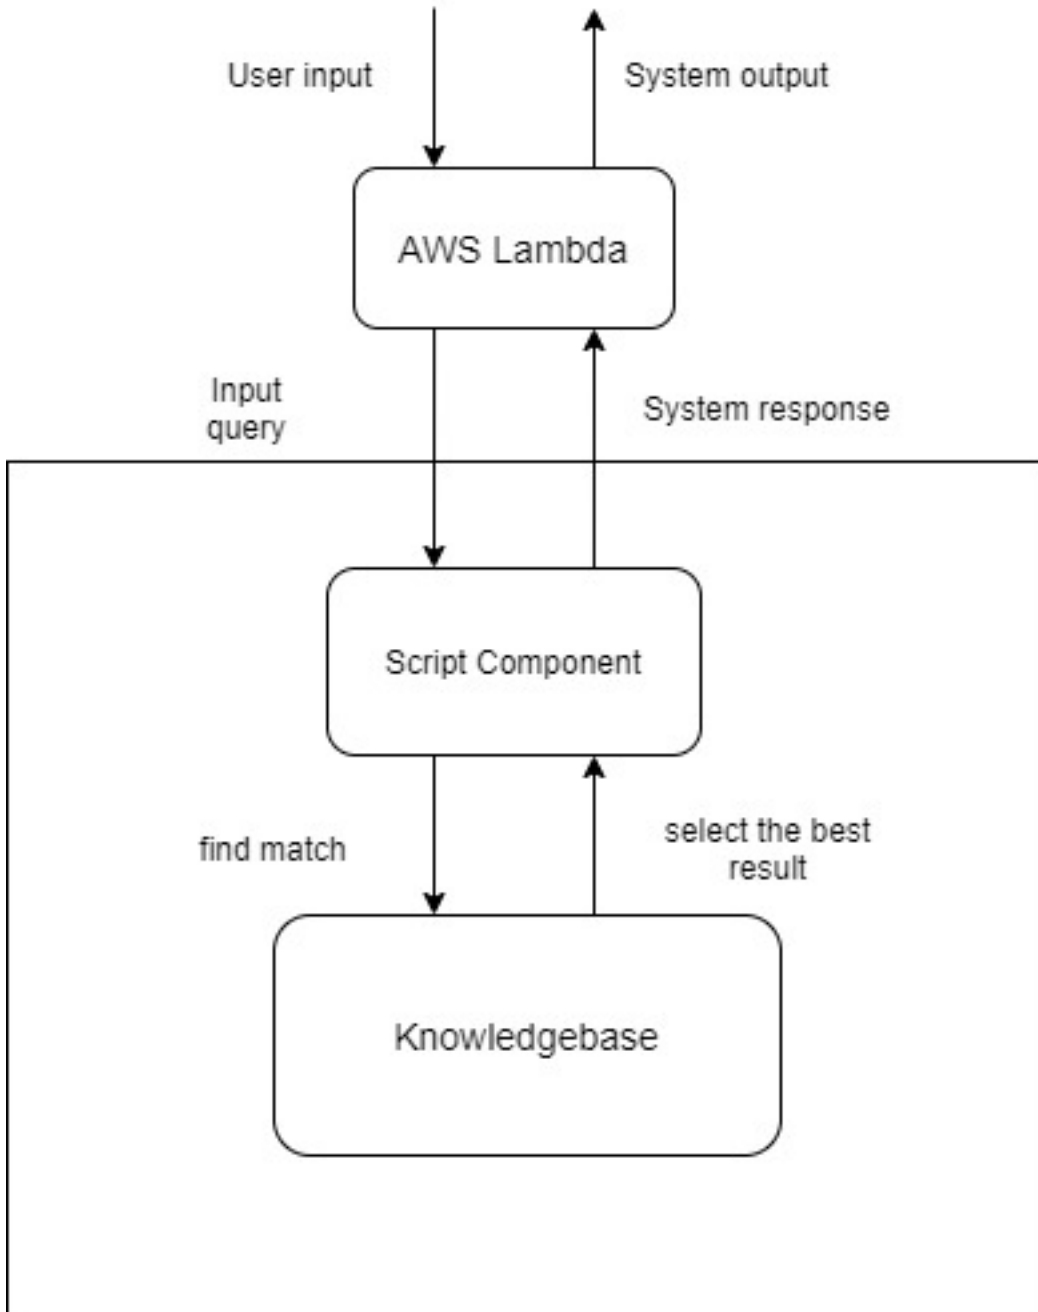 User input
System output
AWS Lambda
Input
query
System response
Script Component
find match
select the best
result
Knowledgebase